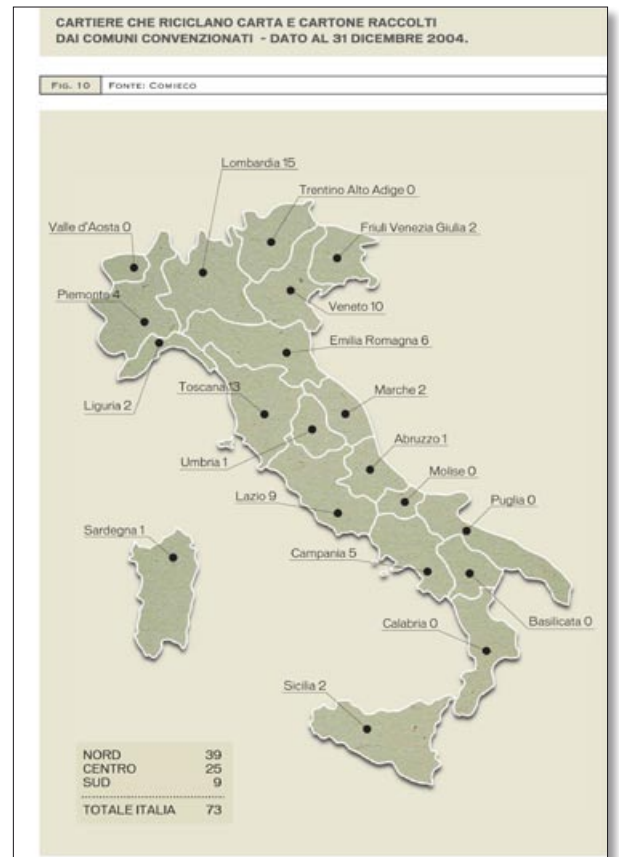 CARTIERE CHE RICICLANO CARTA E CARTONE RACCOLTI
DAI COMUNI CONVENZIONATI - DATO AL 31 DICEMBRE 2004.
FIG. 10 FONTE: COMIECO
Lombardia 15
Trentino Alto Adige 0
Valle d'Aosta 0
Friuli Venezia Giulia 2
Piemonte 4
Veneto 10
Emilia Romagna 6
Toscana 13
Marche 2
Liguria 2
Abruzzo 1
Umbria 1
Molise 0
Lazio 9
Puglia 0
Sardegna 1
Campania 5
Calabria 0
Basilicata 0
Sicilia 2
NORD 39
CENTRO 25
SUD 9
TOTALE ITALIA 73